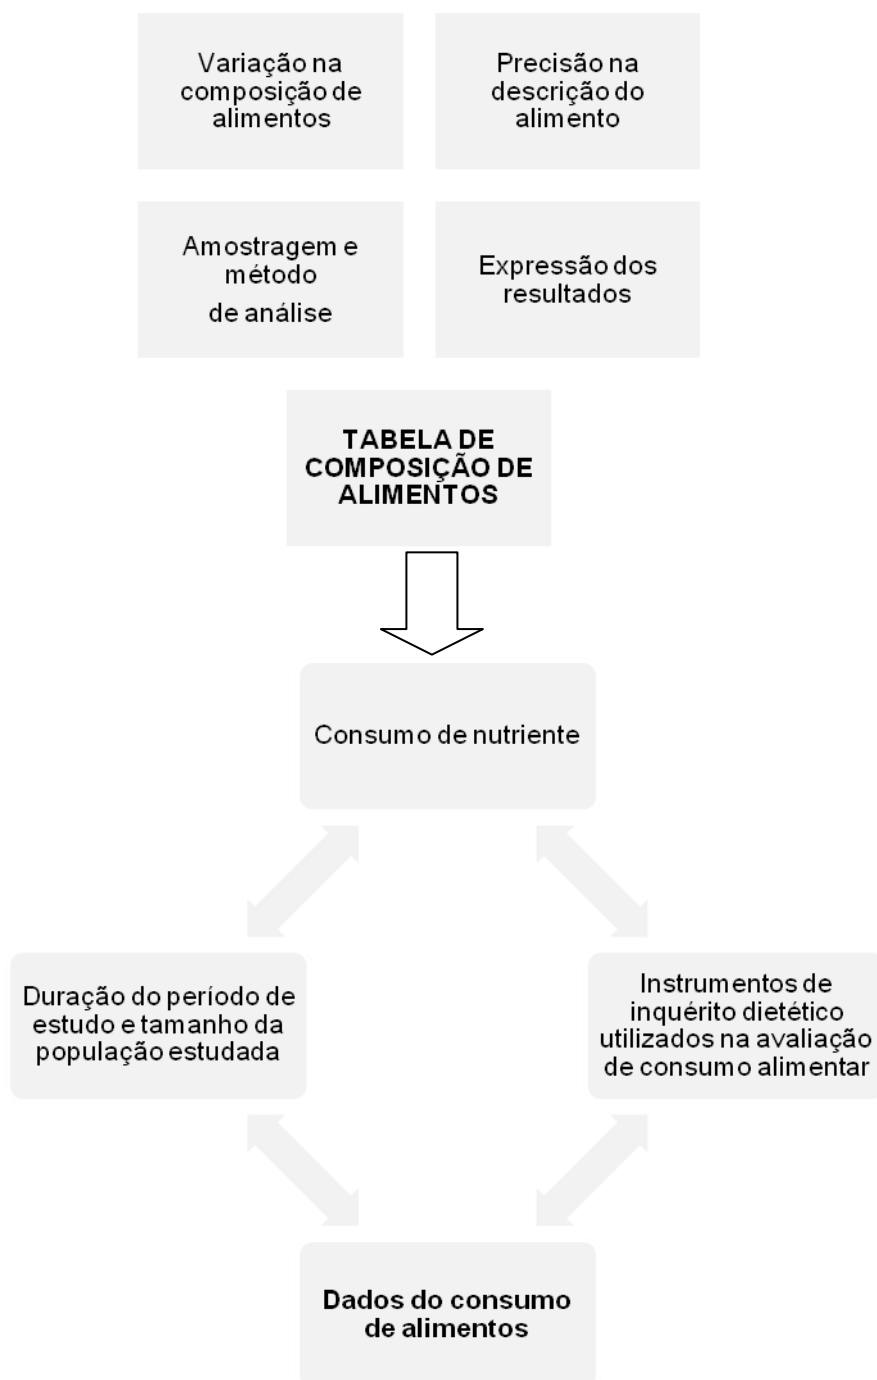 Variação na
composição de
alimentos
Precisão na
descrição do
alimento
Amostragem e
método
de análise
Expressão dos
resultados
TABELA DE
COMPOSIÇÃO DE
ALIMENTOS
Consumo de nutriente
Duração do período de
estudo e tamanho da
população estudada
Instrumentos de
inquérito dietético
utilizados na avaliação
de consumo alimentar
Dados do consumo
de alimentos